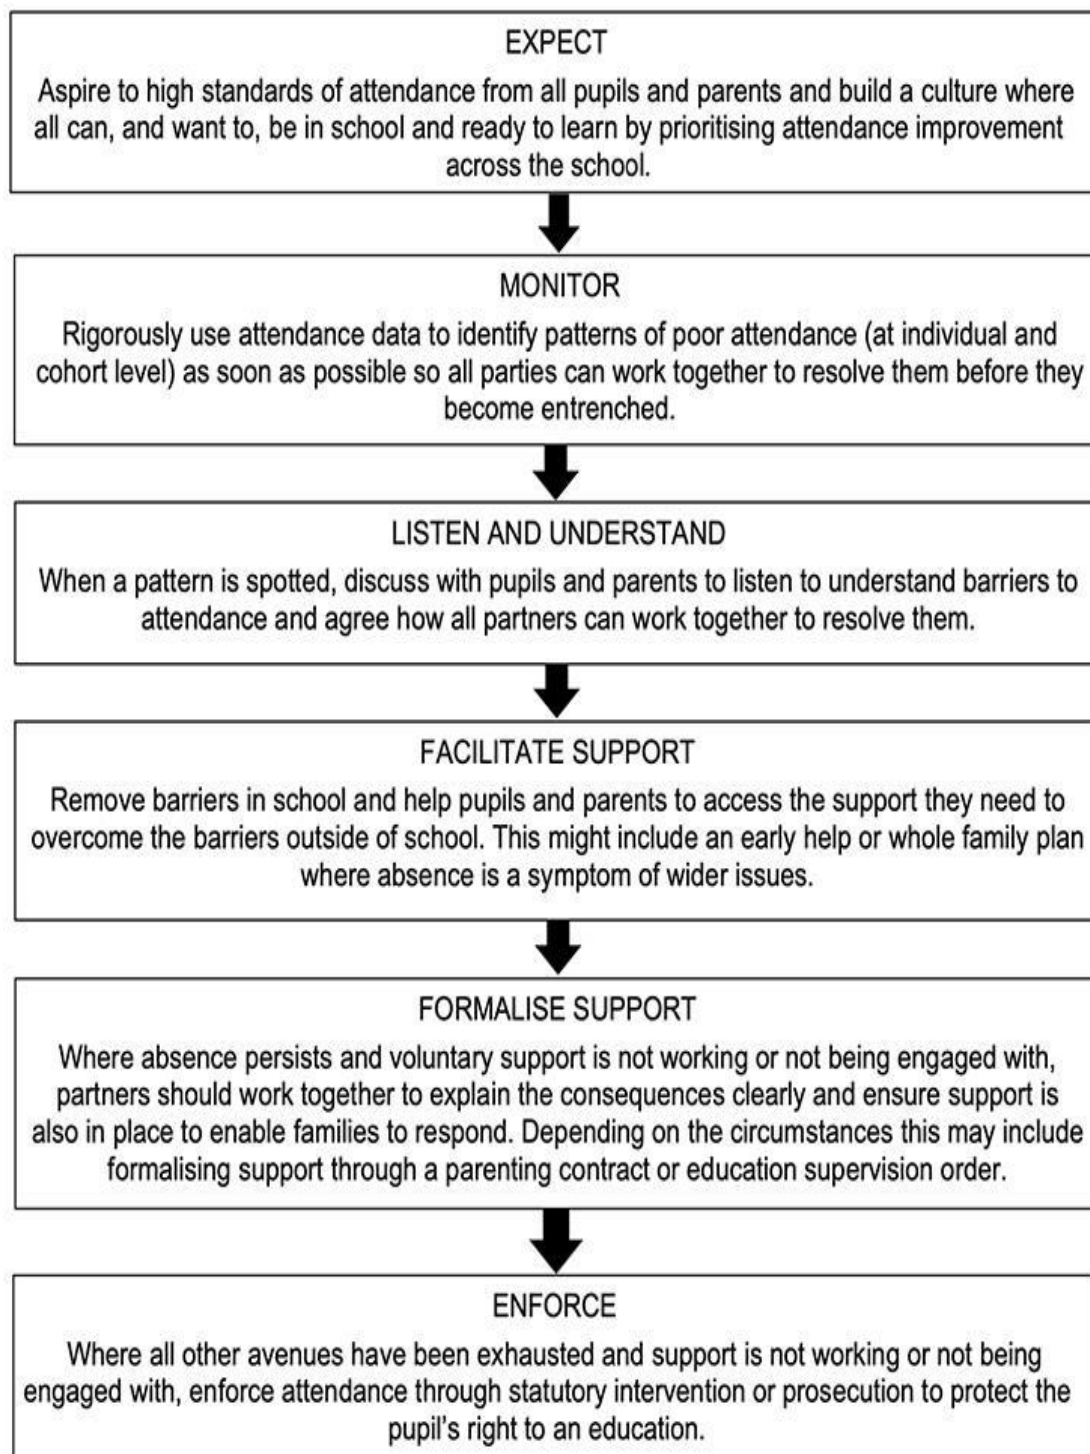 EXPECT
Aspire to high standards of attendance from all pupils and parents and build a culture where
all can, and want to, be in school and ready to learn by prioritising attendance improvement
across the school.
MONITOR
Rigorously use attendance data to identify patterns of poor attendance (at individual and
cohort level) as soon as possible so all parties can work together to resolve them before they
become entrenched.
LISTEN AND UNDERSTAND
When a pattern is spotted, discuss with pupils and parents to listen to understand barriers to
attendance and agree how all partners can work together to resolve them.
FACILITATE SUPPORT
Remove barriers in school and help pupils and parents to access the support they need to
overcome the barriers outside of school. This might include an early help or whole family plan
where absence is a symptom of wider issues.
FORMALISE SUPPORT
Where absence persists and voluntary support is not working or not being engaged with,
partners should work together to explain the consequences clearly and ensure support is
also in place to enable families to respond. Depending on the circumstances this may include
formalising support through a parenting contract or education supervision order.
ENFORCE
Where all other avenues have been exhausted and support is not working or not being
engaged with, enforce attendance through statutory intervention or prosecution to protect the
pupil's right to an education.